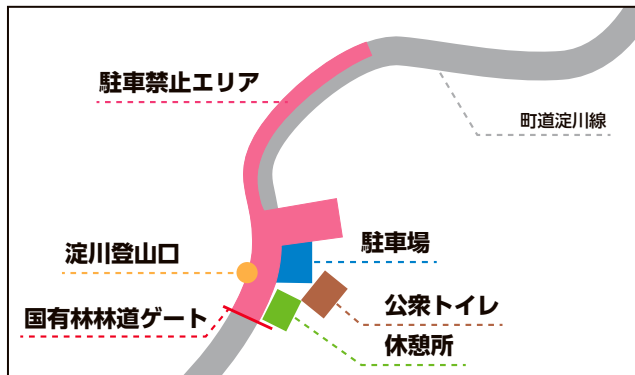 駐車禁止エリア
町道淀川線
駐車場
淀川登山口
公衆トイレ
国有林林道ゲート
休憩所